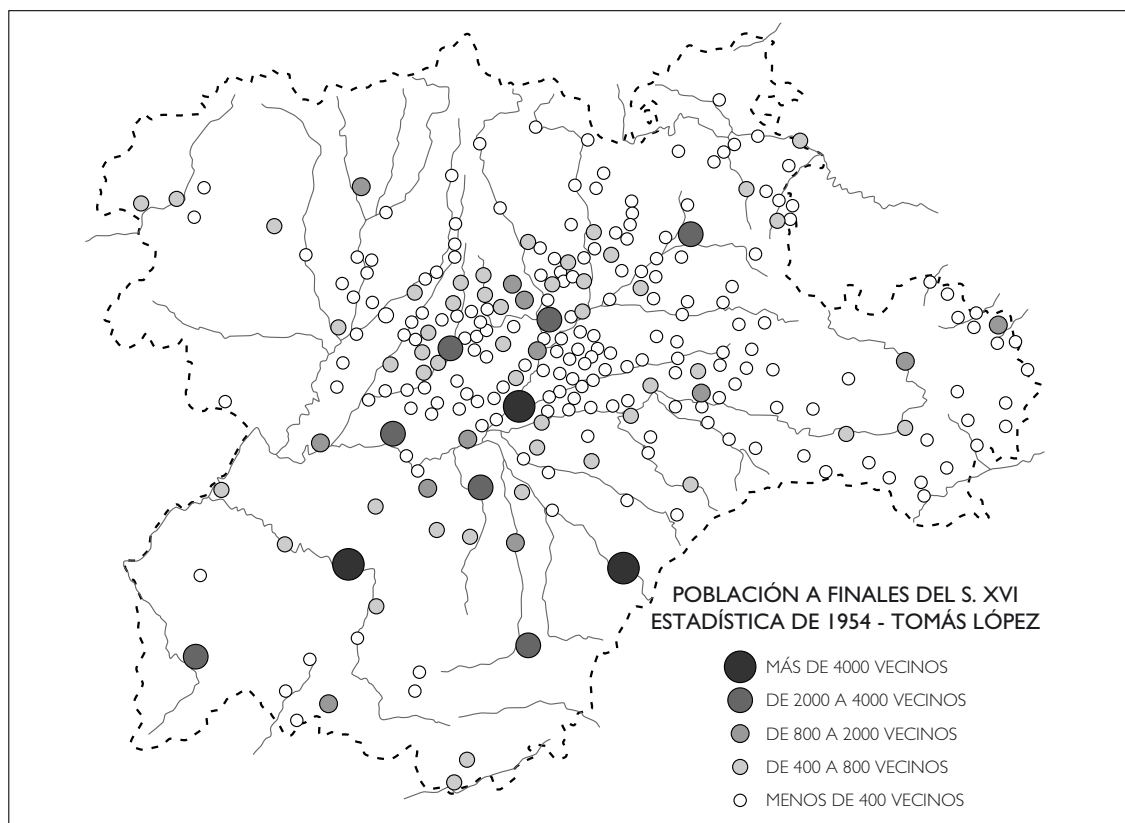 POBLACIÓN A FINALES DEL S. XVI
ESTADÍSTICA DE 1954 - TOMÁS LÓPEZ
MÁS DE 4000 VECINOS
DE 2000 A 4000 VECINOS
DE 800 A 2000 VECINOS
DE 400 A 800 VECINOS
MENOS DE 400 VECINOS